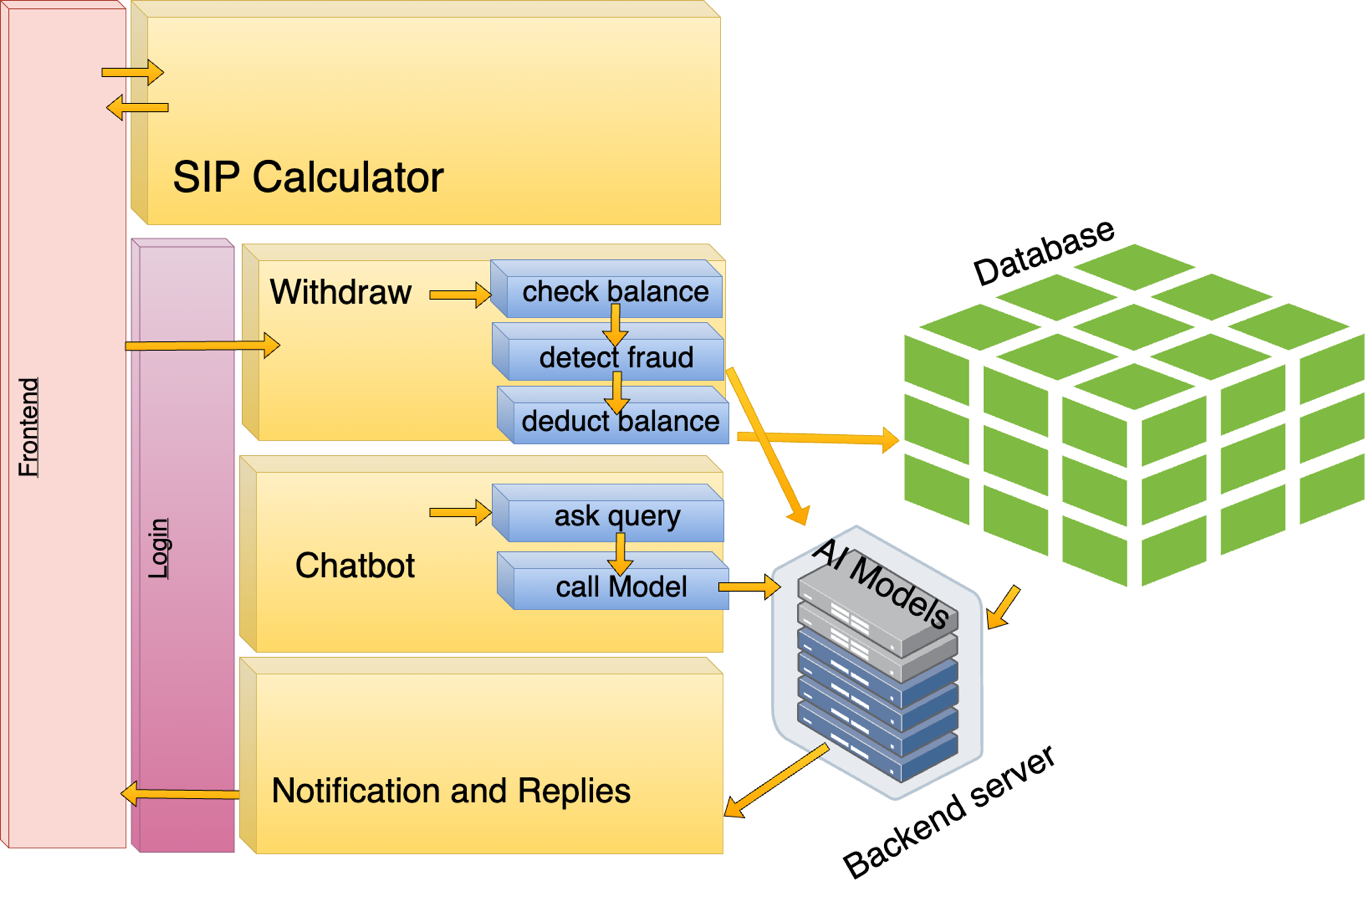 SIP Calculator
Frontend
Login
Withdraw
check balance
detect fraud
deduct balance
Database
Chatbot
ask query
call Model
AI Models
Notification and Replies
Backend server